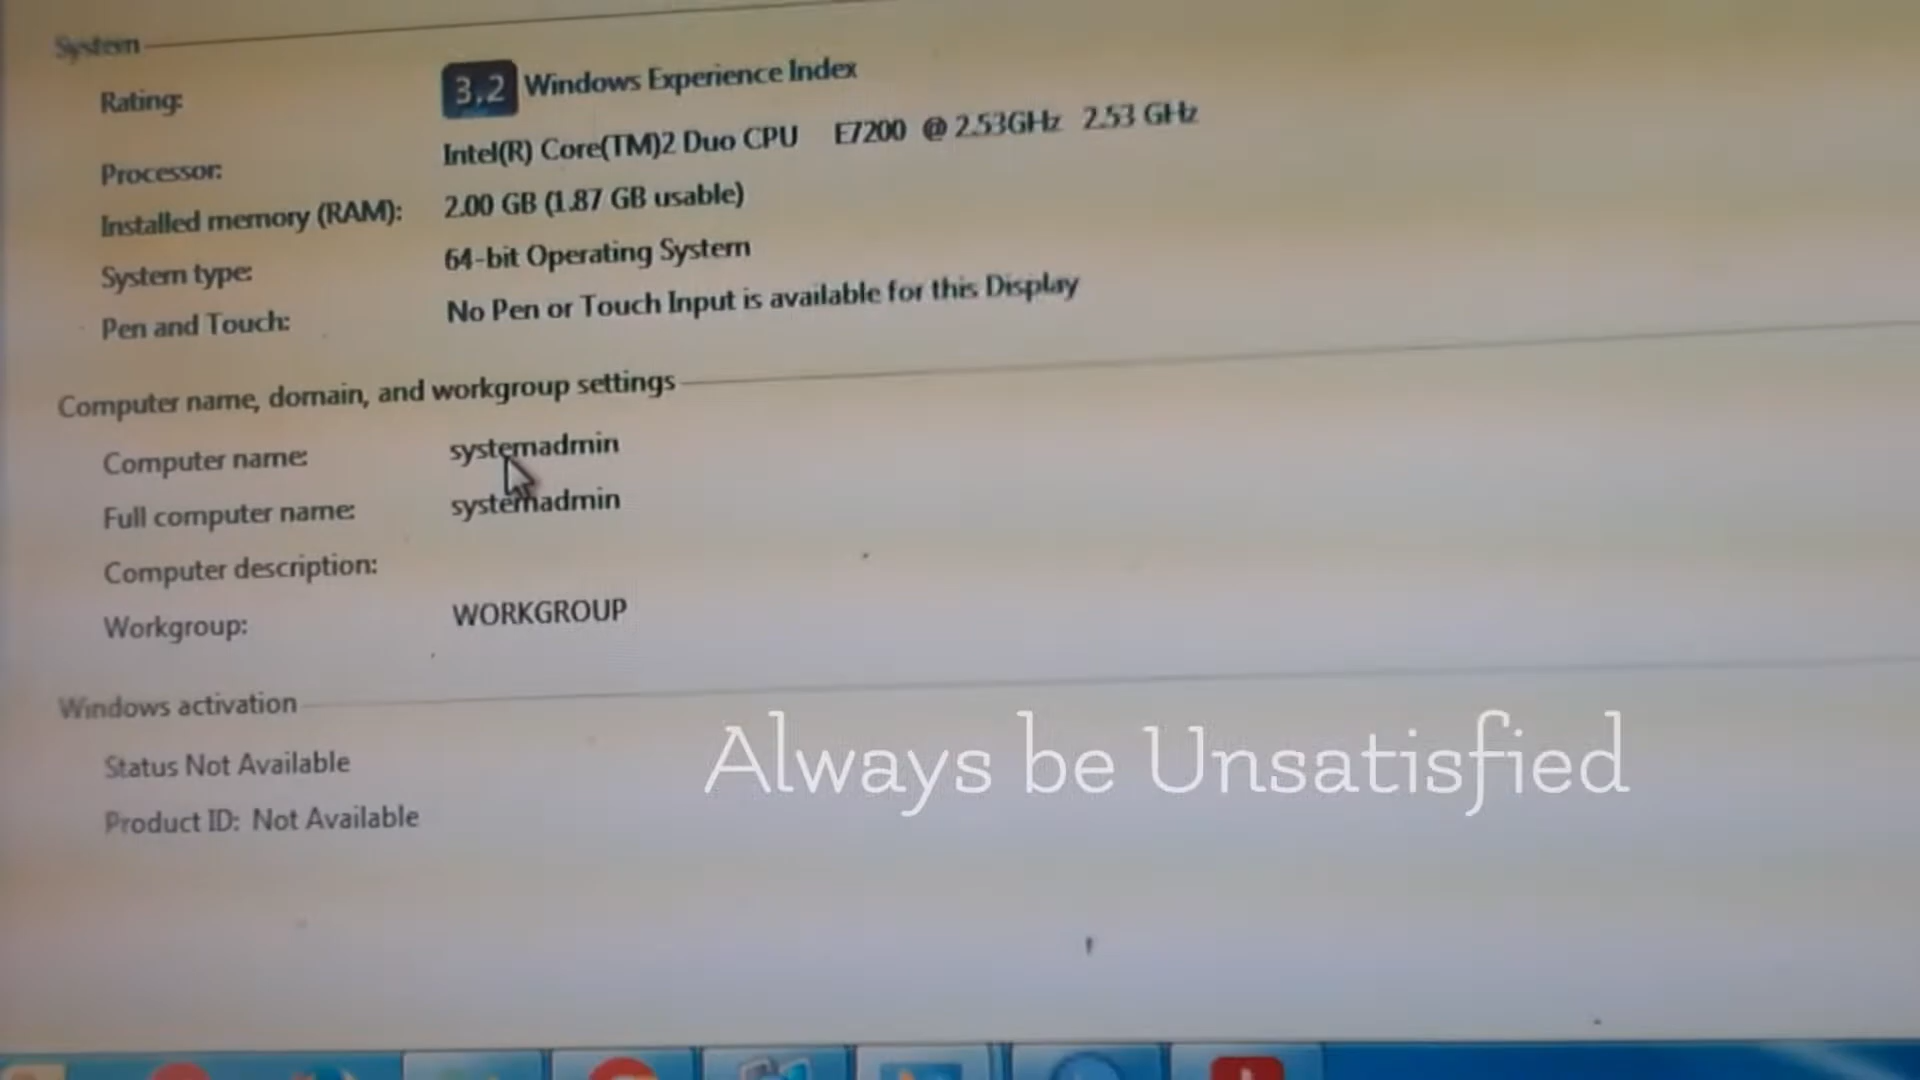 System
Rating: 3,2 Windows Experience Index
Processor: Intel(R) Core(TM)2 Duo CPU E7200 @ 2.53GHz 2.53 GHz
Installed memory (RAM): 2.00 GB (1.87 GB usable)
System type: 64-bit Operating System
Pen and Touch: No Pen or Touch Input is available for this Display
Computer name, domain, and workgroup settings
Computer name: systemadmin
Full computer name: systemadmin
Computer description:
Workgroup: WORKGROUP
Windows activation
Status Not Available
Product ID: Not Available
Always be Unsatisfied